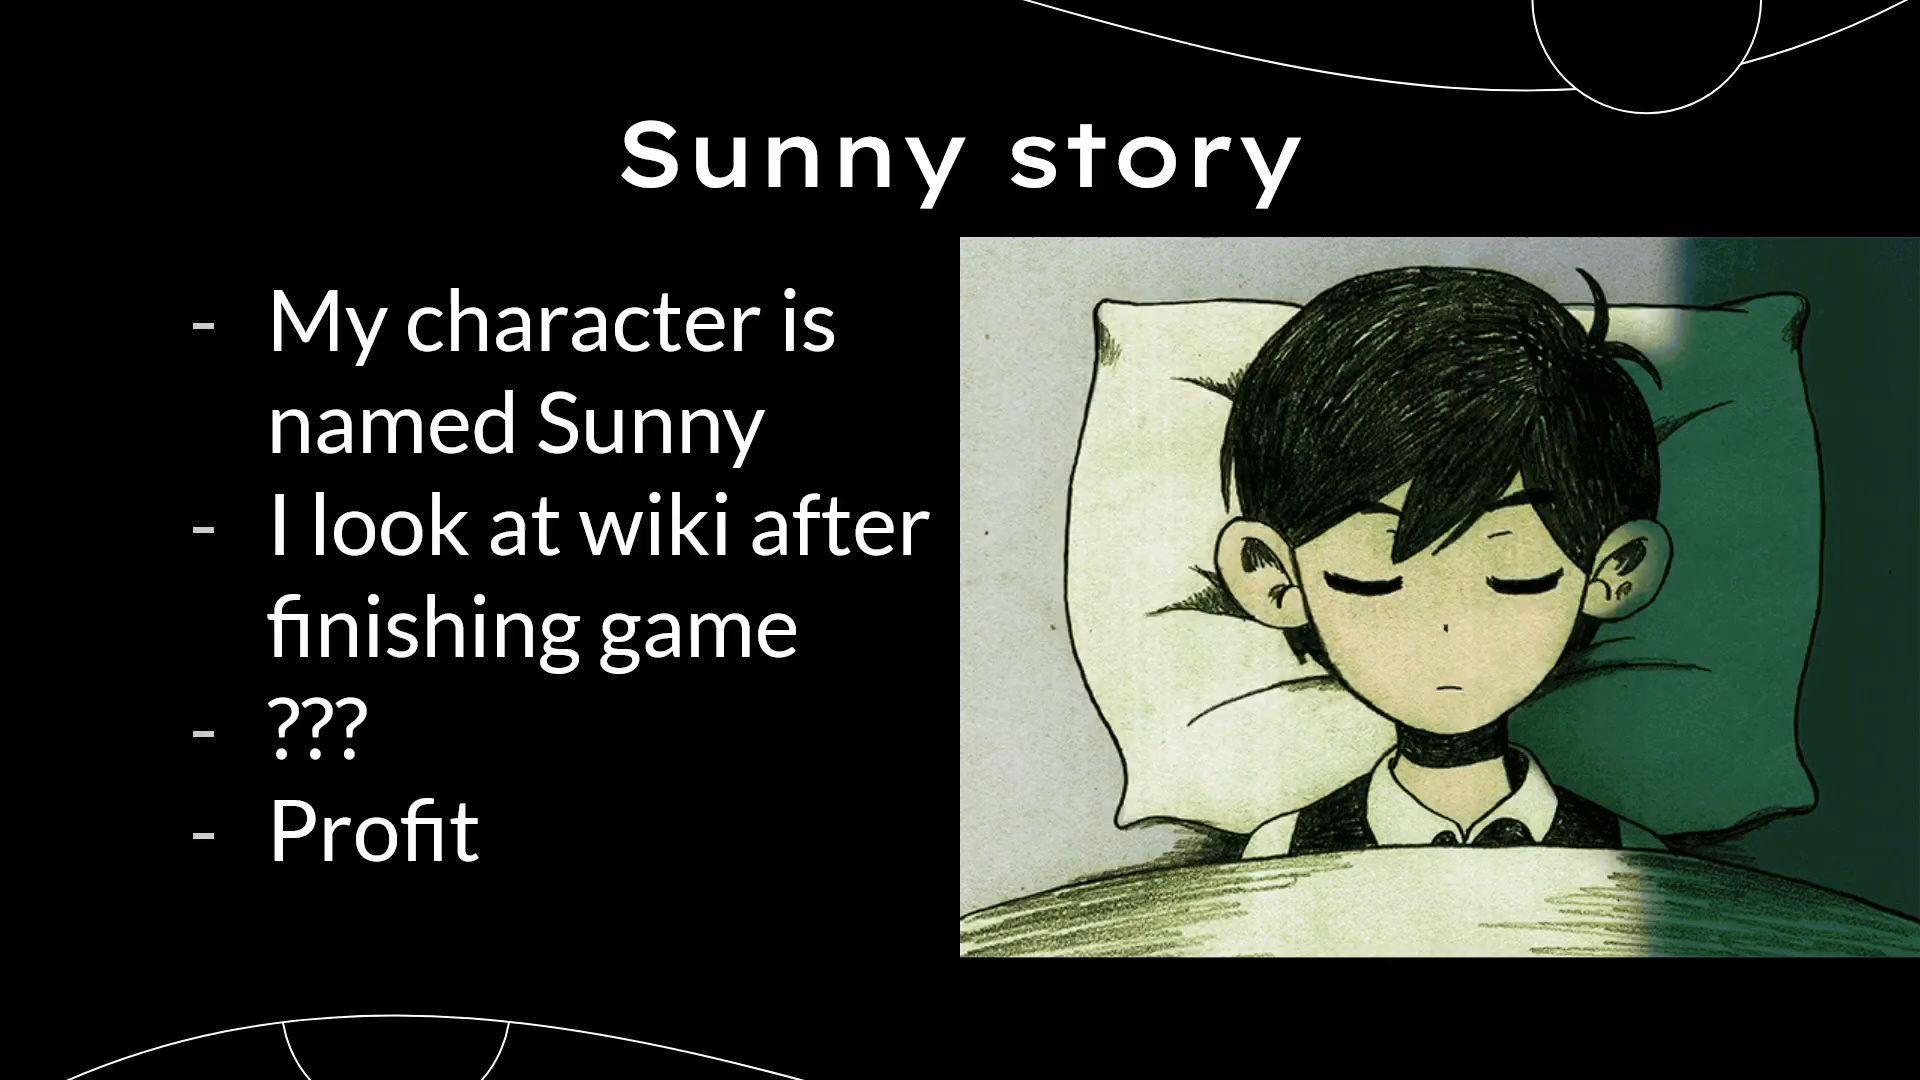 Sunny story
- My character is
named Sunny
- I look at wiki after
finishing game
- ???
- Profit